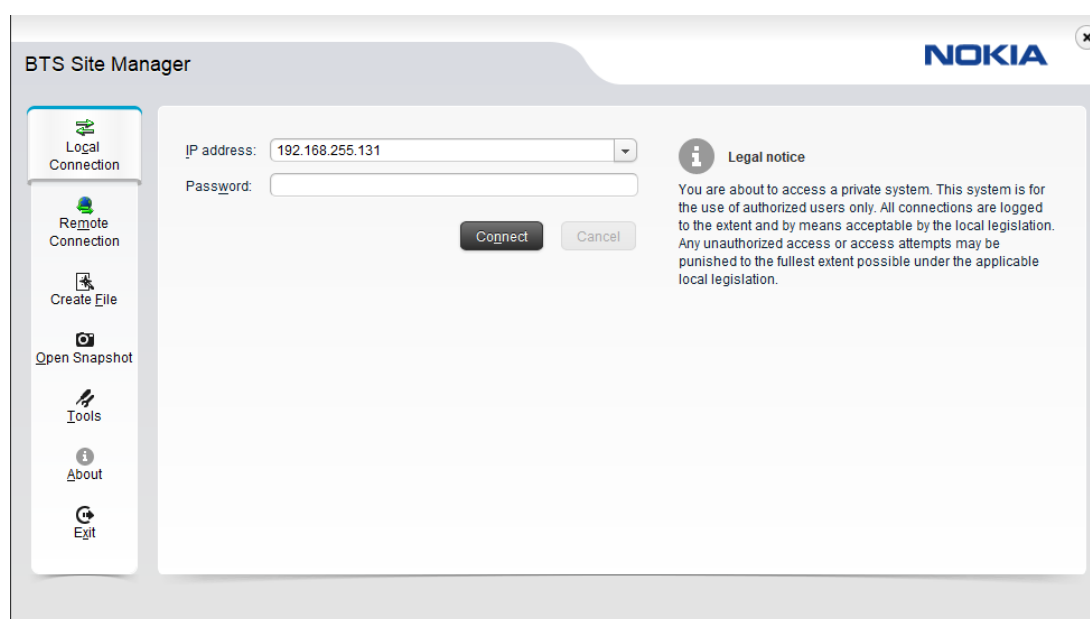 BTS Site Manager
NOKIA
Local
Connection
Remote
Connection
Create File
Open Snapshot
Tools
About
Exit
IP address: 192.168.255.131
Password:
Connect Cancel
Legal notice
You are about to access a private system. This system is for
the use of authorized users only. All connections are logged
to the extent and by means acceptable by the local legislation.
Any unauthorized access or access attempts may be
punished to the fullest extent possible under the applicable
local legislation.